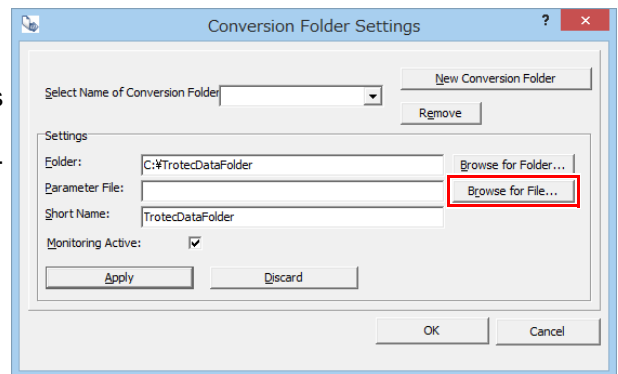 Conversion Folder Settings ? ×
New Conversion Folder
Select Name of Conversion Folder
Remove
Settings
Folder: C:¥TrotecDataFolder Browse for Folder...
Parameter File: Browse for File...
Short Name: TrotecDataFolder
Monitoring Active:
Apply Discard
OK Cancel